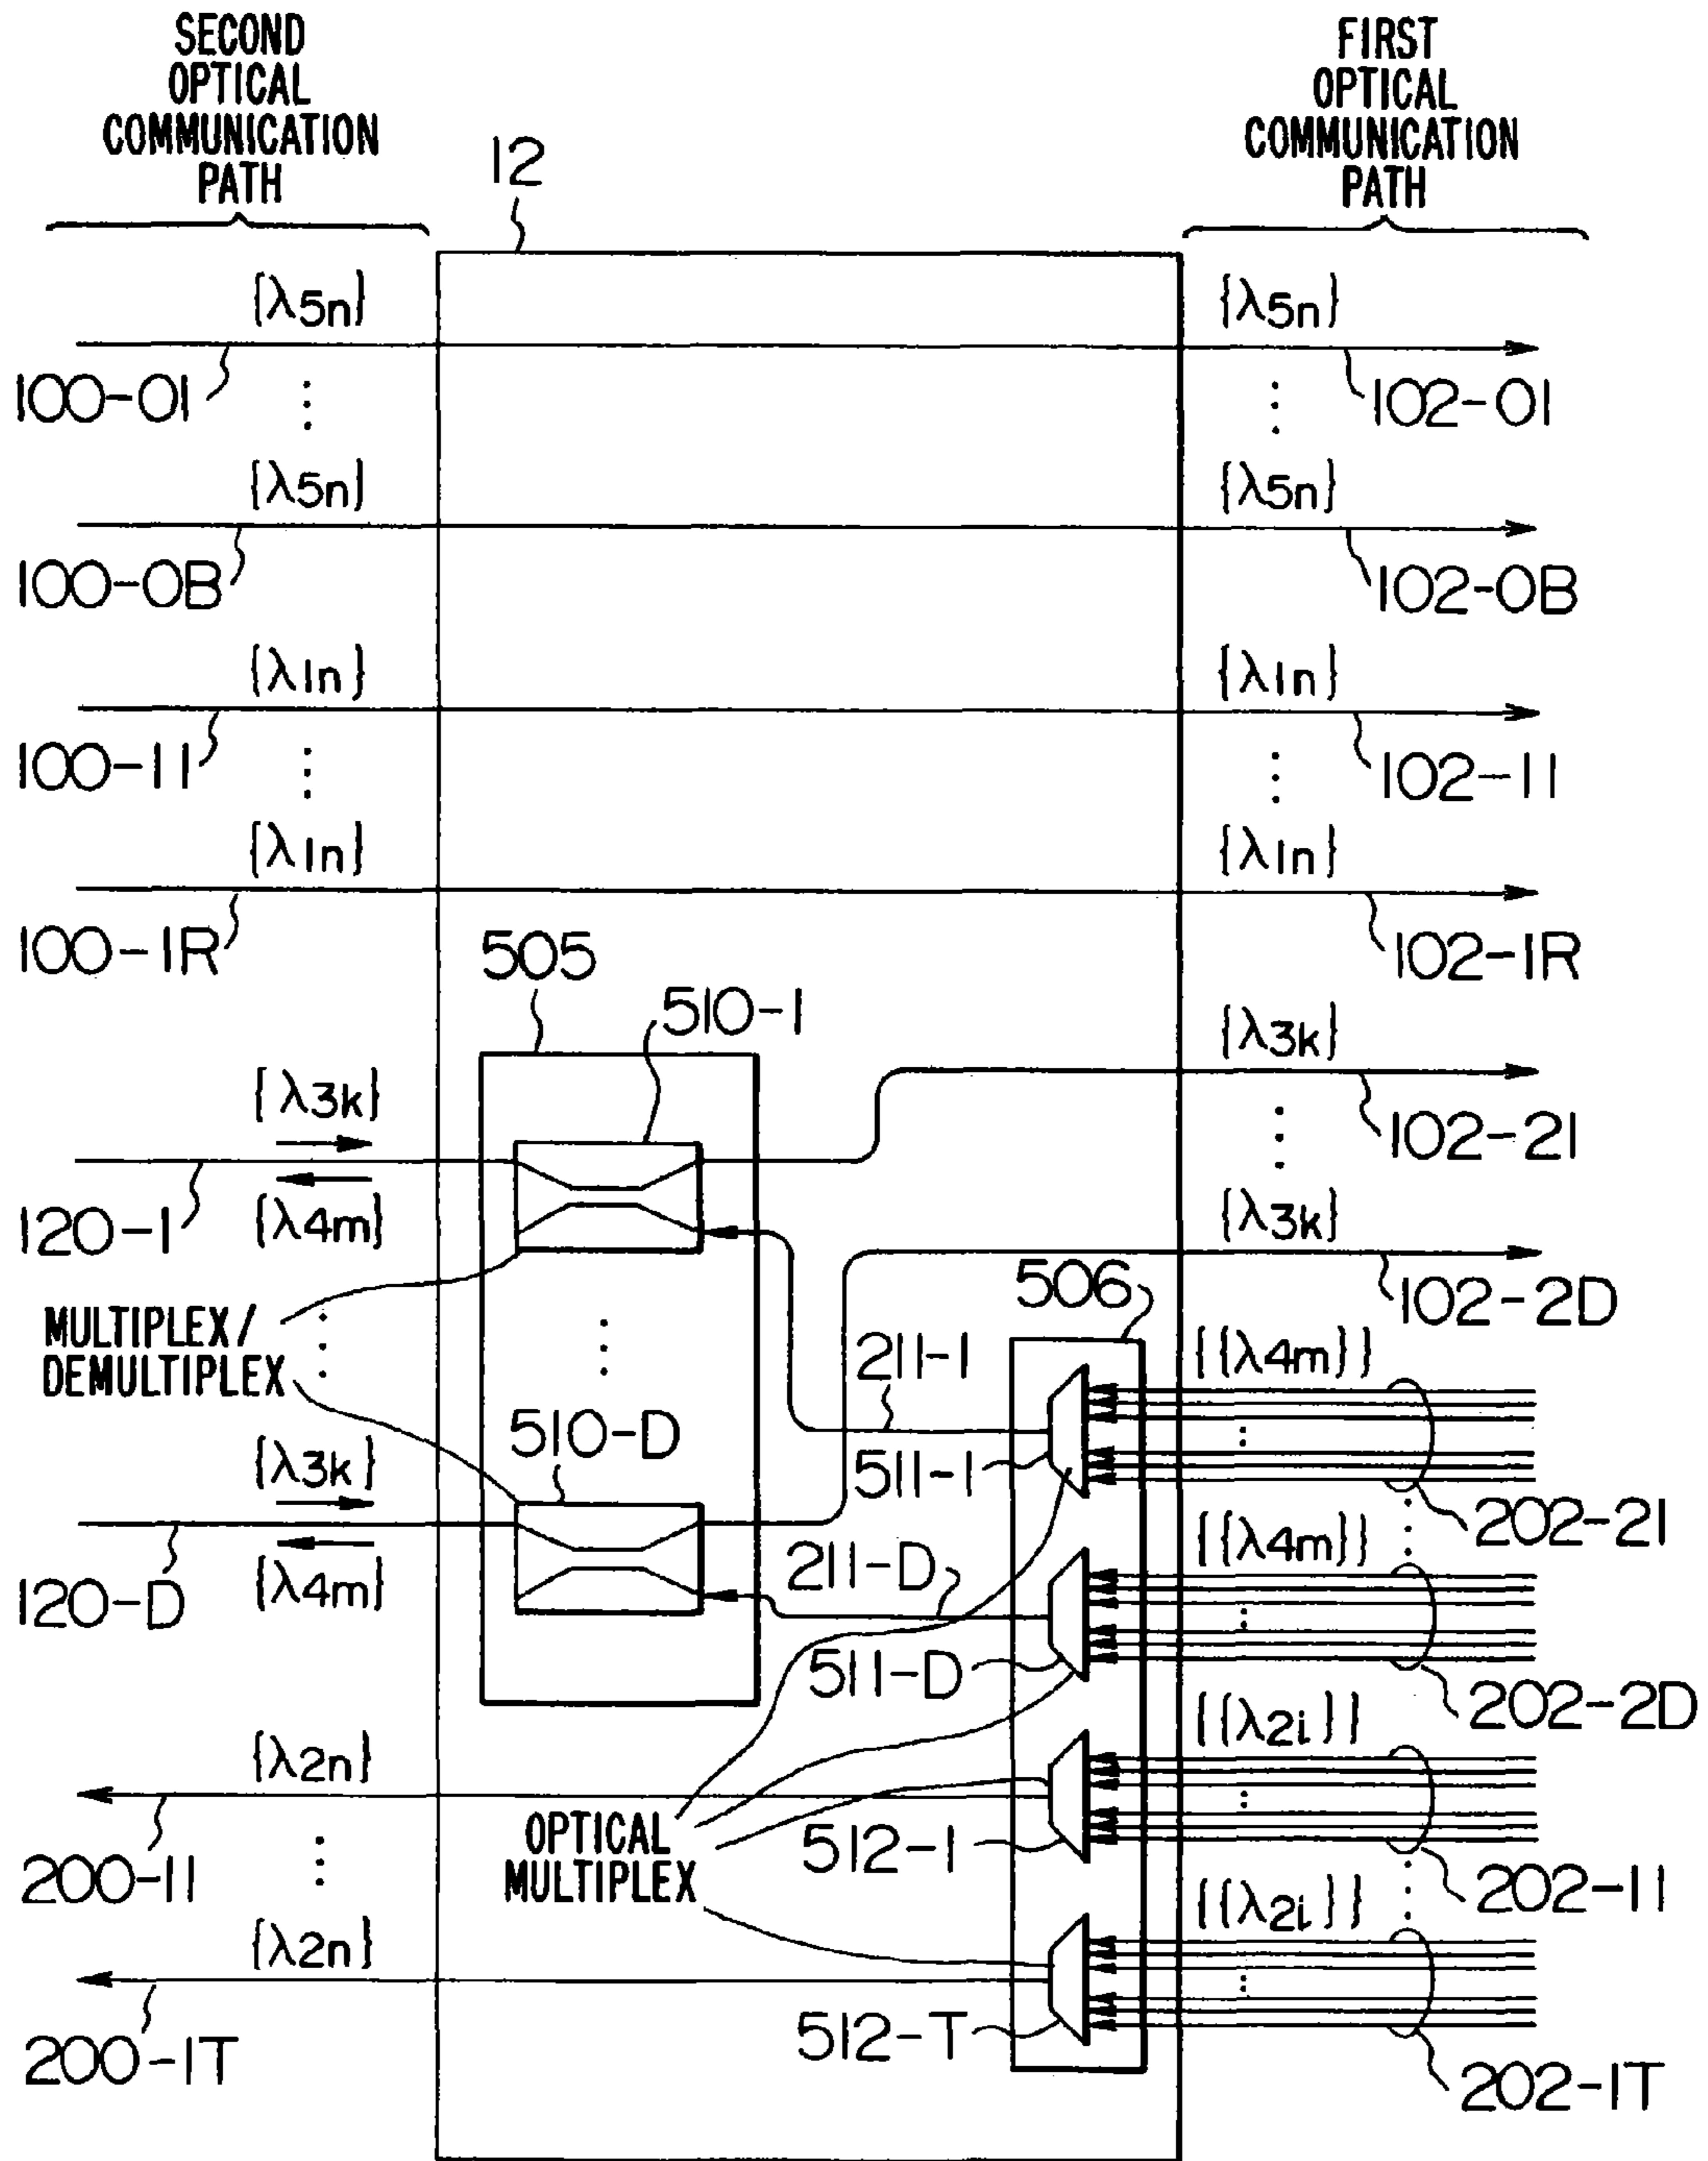 SECOND
OPTICAL
COMMUNICATION
PATH
FIRST
OPTICAL
COMMUNICATION
PATH
12
{λ5n}
{λ5n}
100-01
102-01
{λ5n}
{λ5n}
100-0B
102-0B
{λ1n}
{λ1n}
100-11
102-11
{λ1n}
{λ1n}
100-1R
102-1R
505
510-1
{λ3k}
{λ3k}
102-21
120-1
{λ4m}
{λ3k}
506
102-2D
MULTIPLEX/
DEMULTIPLEX
211-1
{{λ4m}}
510-D
511-1
{λ3k}
202-21
{{λ4m}}
211-D
120-D
{λ4m}
511-D
202-2D
{{λ2i}}
{λ2n}
OPTICAL
MULTIPLEX
512-1
200-11
202-11
{{λ2i}}
{λ2n}
512-T
200-1T
202-1T